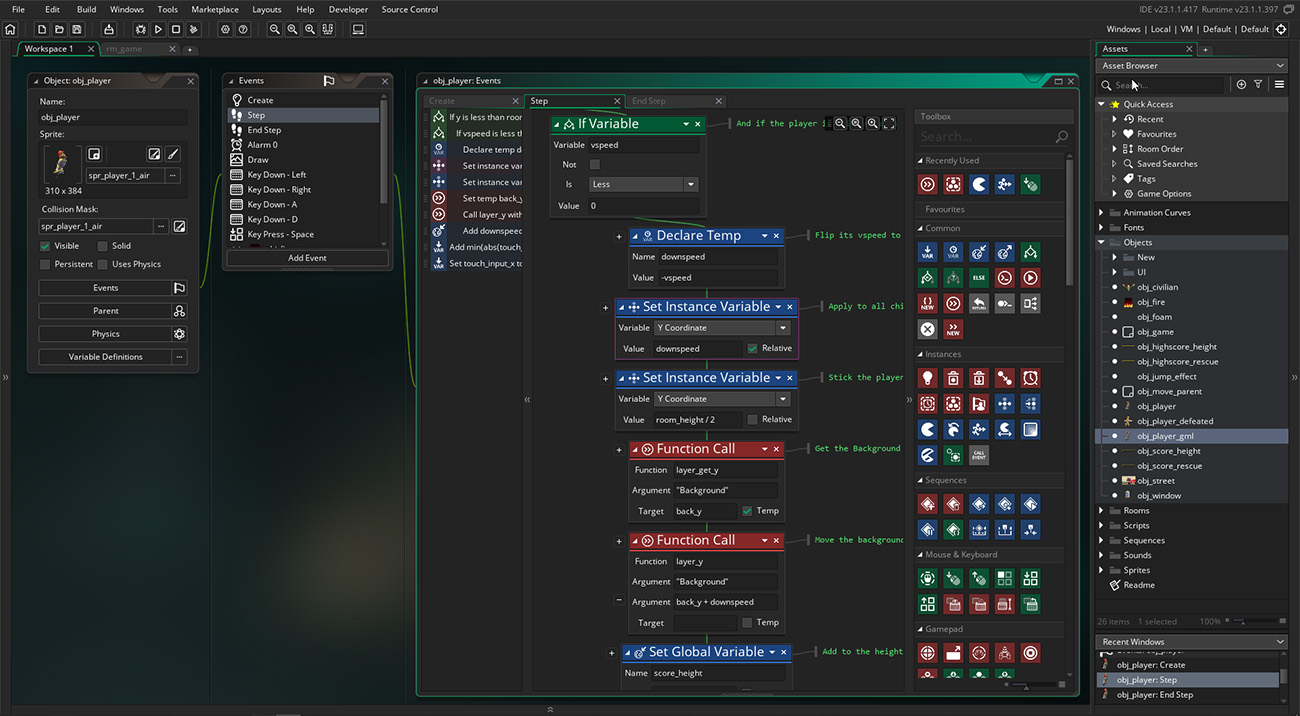 File Edit Build Windows Tools Marketplace Layouts Help Developer Source Control
IDE v23.1.1.417 Runtime v23.1.1.397
Windows | Local | VM | Default | Default
Workspace 1
rm_game
Object: obj_player
Name:
obj_player
Sprite:
spr_player_1_air
310 x 384
Collision Mask:
spr_player_1_air
Visible Solid
Persistent Uses Physics
Events
Parent
Physics
Variable Definitions
Events
Create
Step
End Step
Alarm 0
Draw
Key Down - Left
Key Down - Right
Key Down - A
Key Down - D
Key Press - Space
Add Event
obj_player: Events
Create
Step
End Step
If y is less than room
If vspeed is less th
Declare temp d
Set instance var
Set instance var
Set temp back_y
Call layer_y with
Add downspeed
Add min(abs(touch_
Set touch_input_x to
If Variable
And if the player i
Variable vspeed
Not
Is Less
Value 0
Declare Temp
Flip its vspeed to
Name downspeed
Value -vspeed
Set Instance Variable
Apply to all chi
Variable Y Coordinate
Value downspeed Relative
Set Instance Variable
Stick the player
Variable Y Coordinate
Value room_height / 2 Relative
Function Call
Get the Background
Function layer_get_y
Argument "Background"
Target back_y Temp
Function Call
Move the background
Function layer_y
Argument "Background"
Argument back_y + downspeed
Target Temp
Set Global Variable
Add to the height
Name score_height
Toolbox
Search...
Recently Used
Favourites
Common
VAR VAR
ELSE
NEW RETURN
NEW
Instances
CALL EVENT
Sequences
Mouse & Keyboard
Gamepad
Assets
Asset Browser
Search...
Quick Access
Recent
Favourites
Room Order
Saved Searches
Tags
Game Options
Animation Curves
Fonts
Objects
New
UI
obj_civilian
obj_fire
obj_foam
obj_game
obj_highscore_height
obj_highscore_rescue
obj_jump_effect
obj_move_parent
obj_player
obj_player_defeated
obj_player_gml
obj_score_height
obj_score_rescue
obj_street
obj_window
Rooms
Scripts
Sequences
Sounds
Sprites
Readme
26 items 1 selected 100%
Recent Windows
obj_player: Create
obj_player: Step
obj_player: End Step